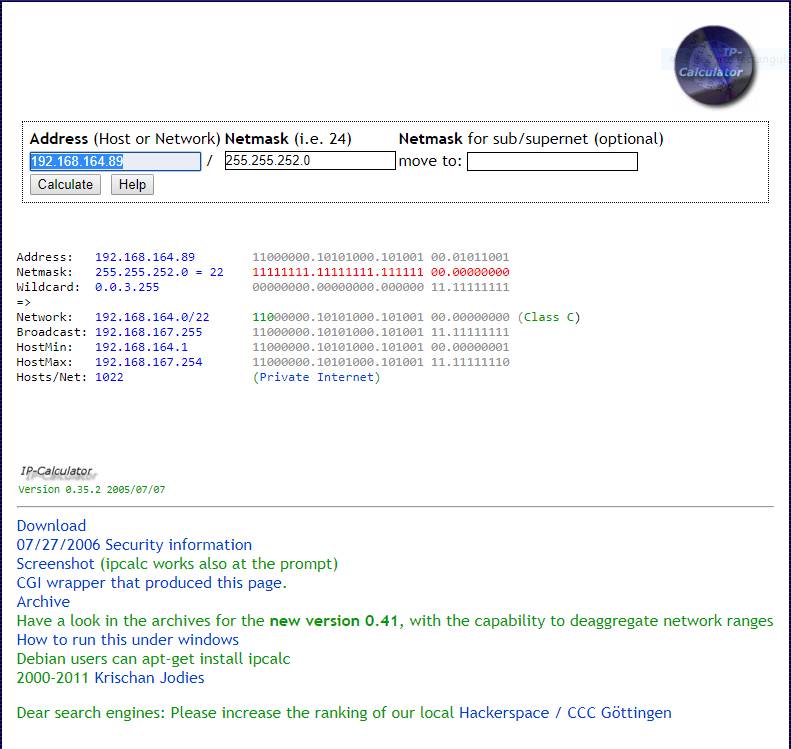 IP-
Calculator
Address (Host or Network) Netmask (i.e. 24) Netmask for sub/supernet (optional)
192.168.164.89 / 255.255.252.0 move to:
Calculate Help
Address: 192.168.164.89 11000000.10101000.101001 00.01011001
Netmask: 255.255.252.0 = 22 11111111.11111111.111111 00.00000000
Wildcard: 0.0.3.255 00000000.00000000.000000 11.11111111
=>
Network: 192.168.164.0/22 11000000.10101000.101001 00.00000000 (Class C)
Broadcast: 192.168.167.255 11000000.10101000.101001 11.11111111
HostMin: 192.168.164.1 11000000.10101000.101001 00.00000001
HostMax: 192.168.167.254 11000000.10101000.101001 11.11111110
Hosts/Net: 1022 (Private Internet)
IP-Calculator
Version 0.35.2 2005/07/07
Download
07/27/2006 Security information
Screenshot (ipcalc works also at the prompt)
CGI wrapper that produced this page.
Archive
Have a look in the archives for the new version 0.41, with the capability to deaggregate network ranges
How to run this under windows
Debian users can apt-get install ipcalc
2000-2011 Krischan Jodies
Dear search engines: Please increase the ranking of our local Hackerspace / CCC Göttingen